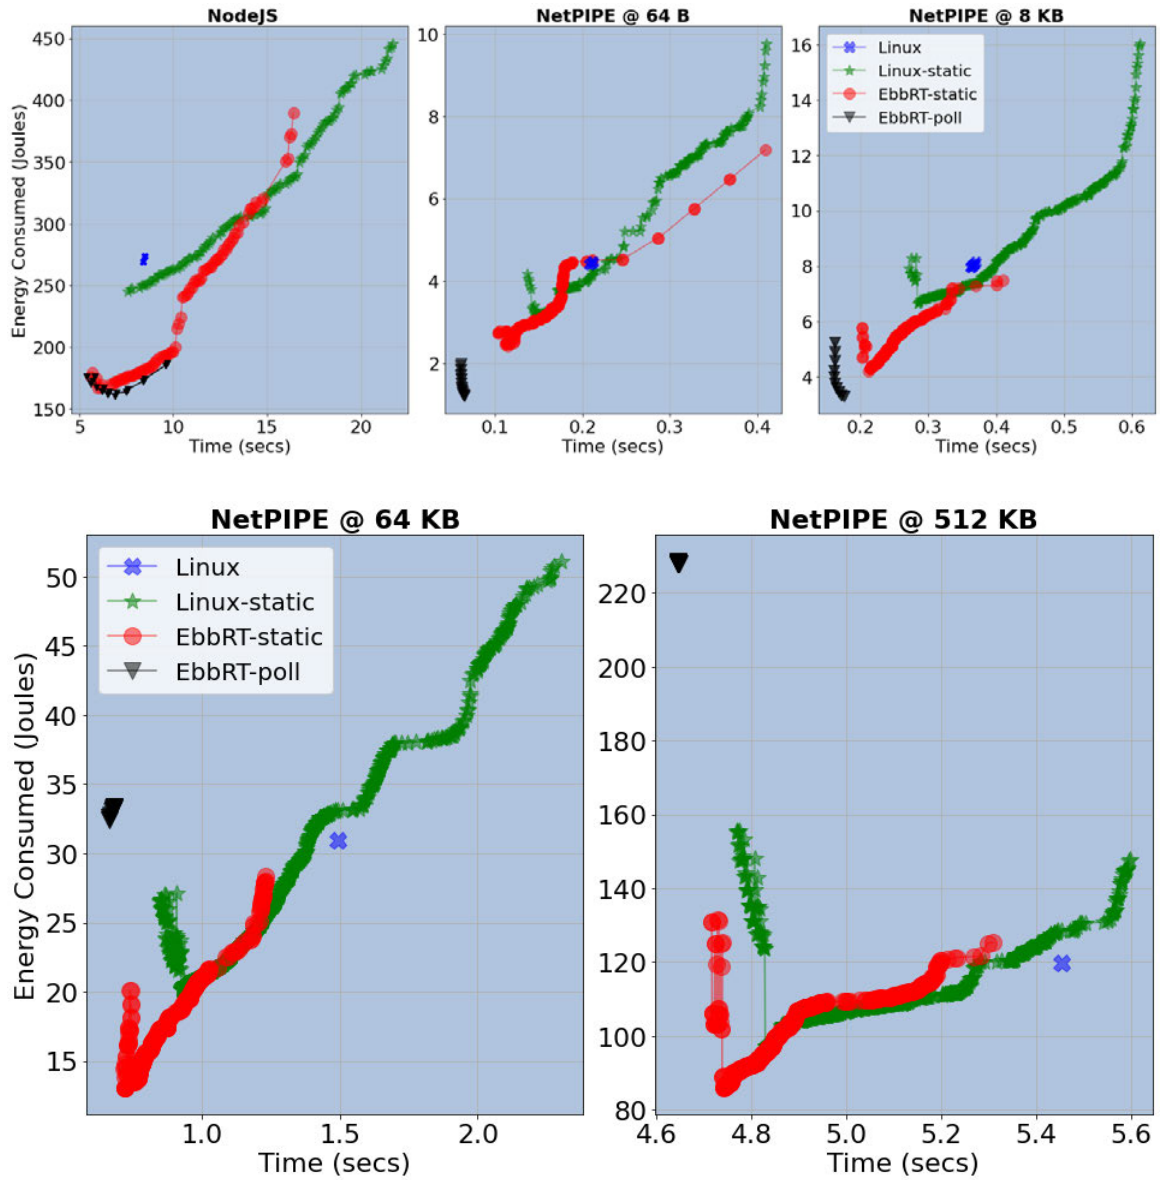 NodeJS
450
400
350
300
250
200
150
Energy Consumed (Joules)
5 10 15 20
Time (secs)
NetPIPE @ 64 B
10
8
6
4
2
0.1 0.2 0.3 0.4
Time (secs)
NetPIPE @ 8 KB
16
14
12
10
8
6
4
Linux
Linux-static
EbbRT-static
EbbRT-poll
0.2 0.3 0.4 0.5 0.6
Time (secs)
NetPIPE @ 64 KB
50
45
40
35
30
25
20
15
Energy Consumed (Joules)
Linux
Linux-static
EbbRT-static
EbbRT-poll
1.0 1.5 2.0
Time (secs)
NetPIPE @ 512 KB
220
200
180
160
140
120
100
80
4.6 4.8 5.0 5.2 5.4 5.6
Time (secs)